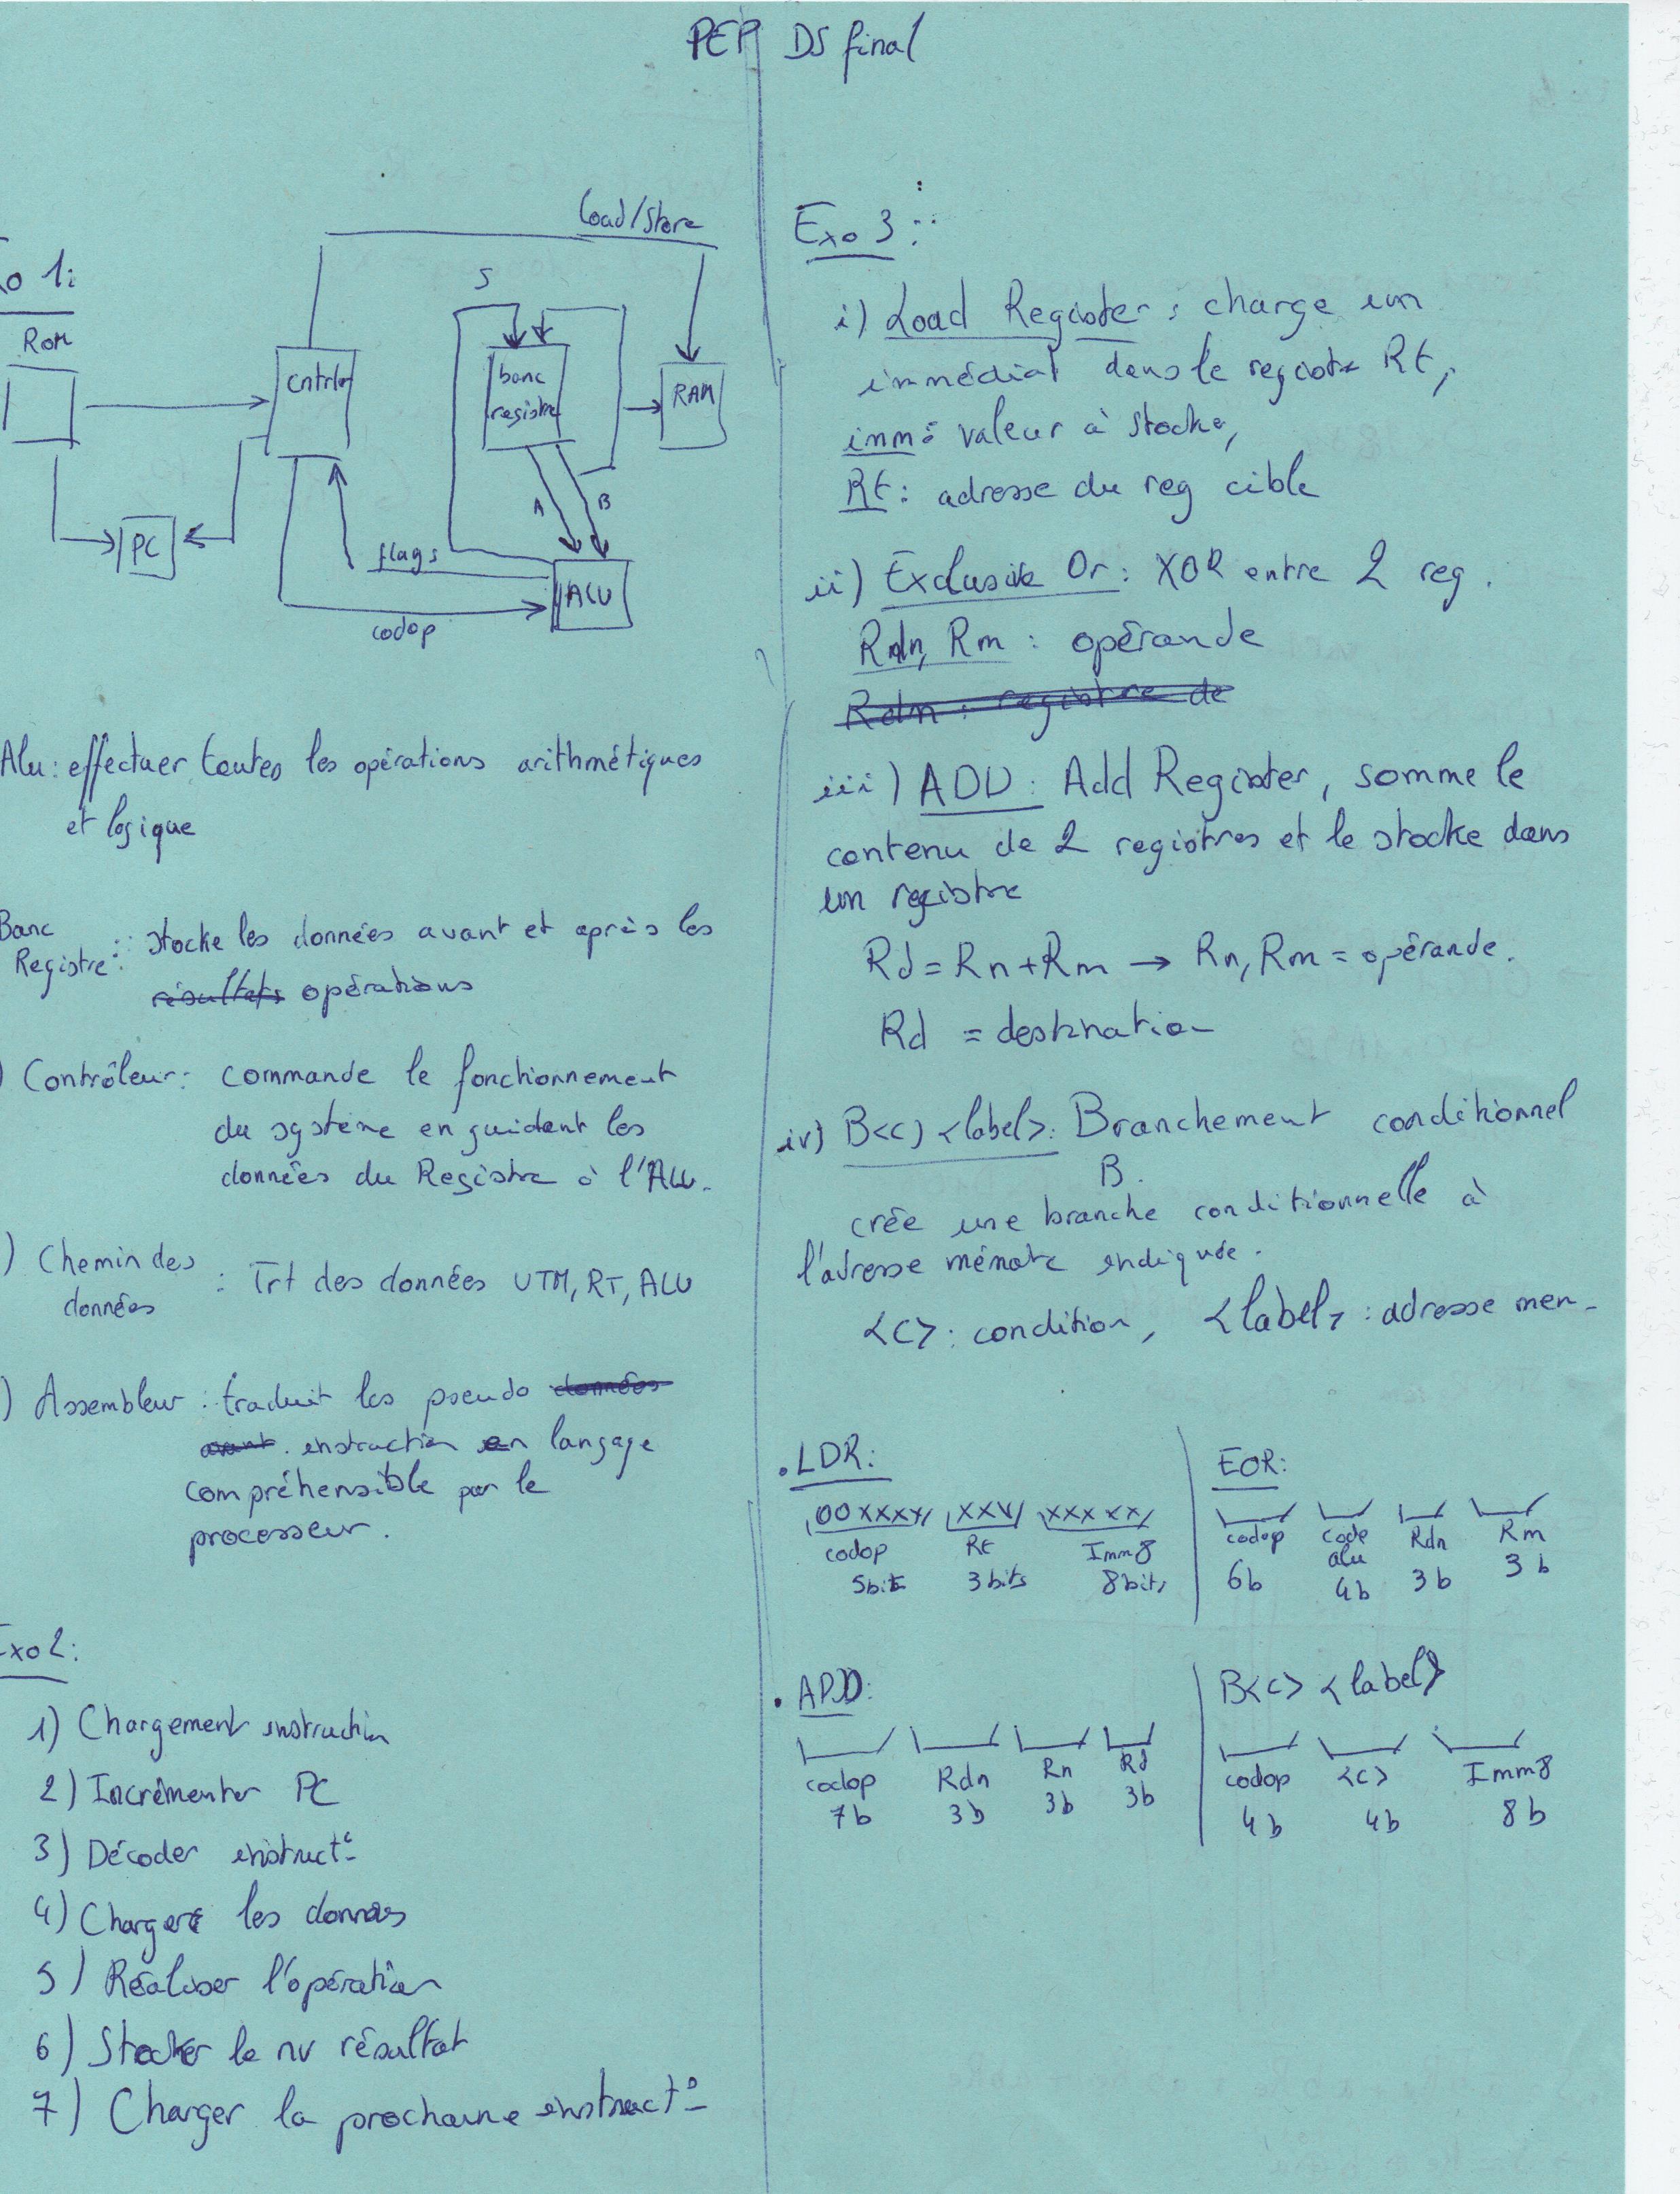 PEP DS final
Exo 1:
Load/Store
S
Rom
Cntrler
banc
registre
RAM
A
B
PC
flags
ALU
codop
Alu : effectuer toutes les opérations arithmétiques
et logique
Banc
Registre : stocke les données avant et après les
résultats opérations
) Contrôleur : commande le fonctionnement
du système en guidant les
données du Registre à l'ALU.
) Chemin des
données : Trt des données UTM, RT, ALU
) Assembleur : traduit les pseudo données
avant. instruction en langage
compréhensible par le
processeur.
Exo 2:
1) Chargement instruction
2) Incrémenter PC
3) Décoder instruct°
4) Charger les données
5) Réaliser l'opération
6) Stocker le nv résultat
7) Charger la prochaine instruct°
Exo 3 :
i) Load Register : charge un
immédiat dans le registre Rt,
imm : valeur à stocke,
Rt : adresse du reg cible
ii) Exclusive Or : XOR entre 2 reg.
Rdn, Rm : opérande
Rdn : registre de
iii) ADD : Add Register, somme le
contenu de 2 registres et le stocke dans
un registre
Rd = Rn + Rm → Rn, Rm = opérande.
Rd = destination
iv) B<c> <label> : Branchement conditionnel
B.
crée une branche conditionnelle à
l'adresse mémoire indiquée.
<C> : condition, <label> : adresse mem
. LDR :
00xxxx xxx xxxxx
codop Rt Imm8
5bits 3bits 8bits
EOR:
codop code alu Rdn Rm
6b 4b 3b 3b
. ADD :
codop Rdn Rn Rd
7b 3b 3b 3b
B<c> <label>
codop <c> Imm8
4b 4b 8b